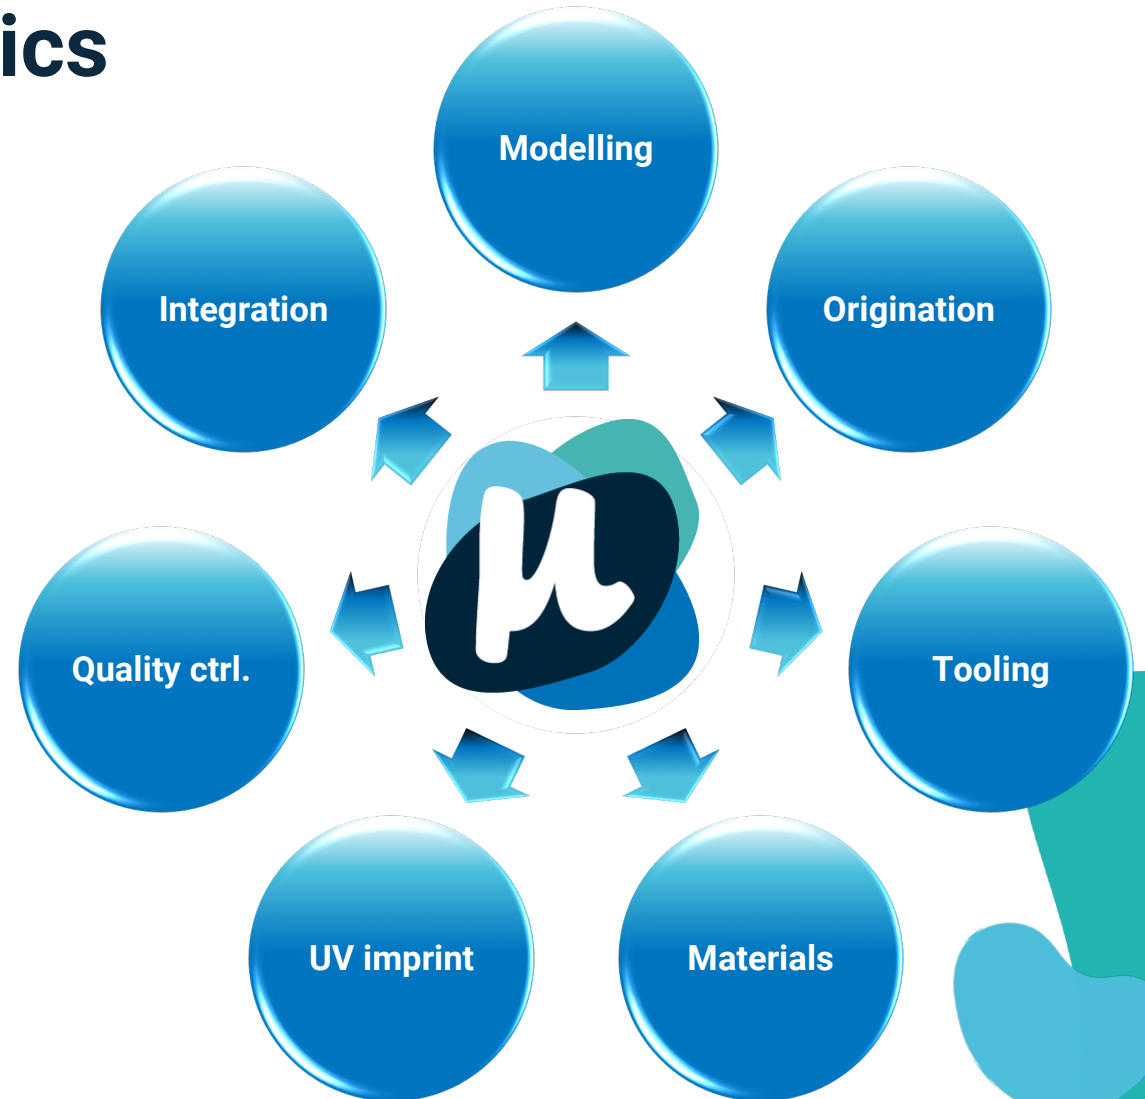 ics
Modelling
Integration
Origination
µ
Quality ctrl.
Tooling
UV imprint
Materials